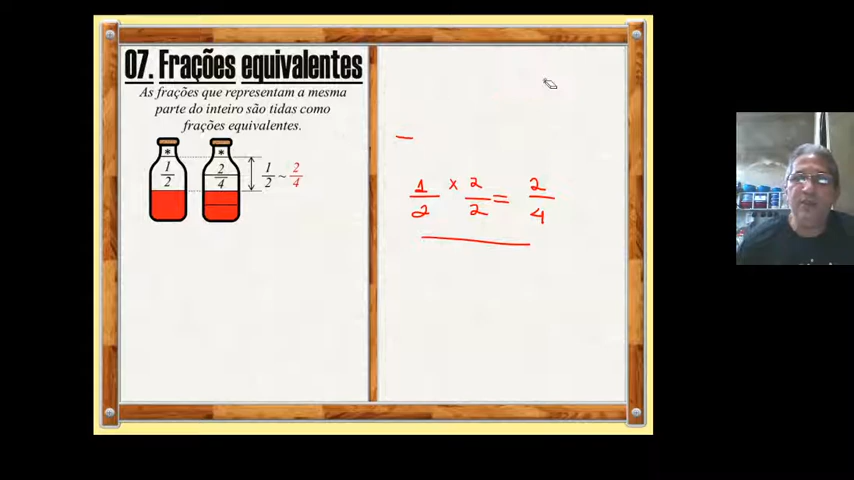 07. Frações equivalentes
As frações que representam a mesma
parte do inteiro são tidas como
frações equivalentes.
* *
1/2 2/4 1/2 ~ 2/4
1/2 x 2/2 = 2/4